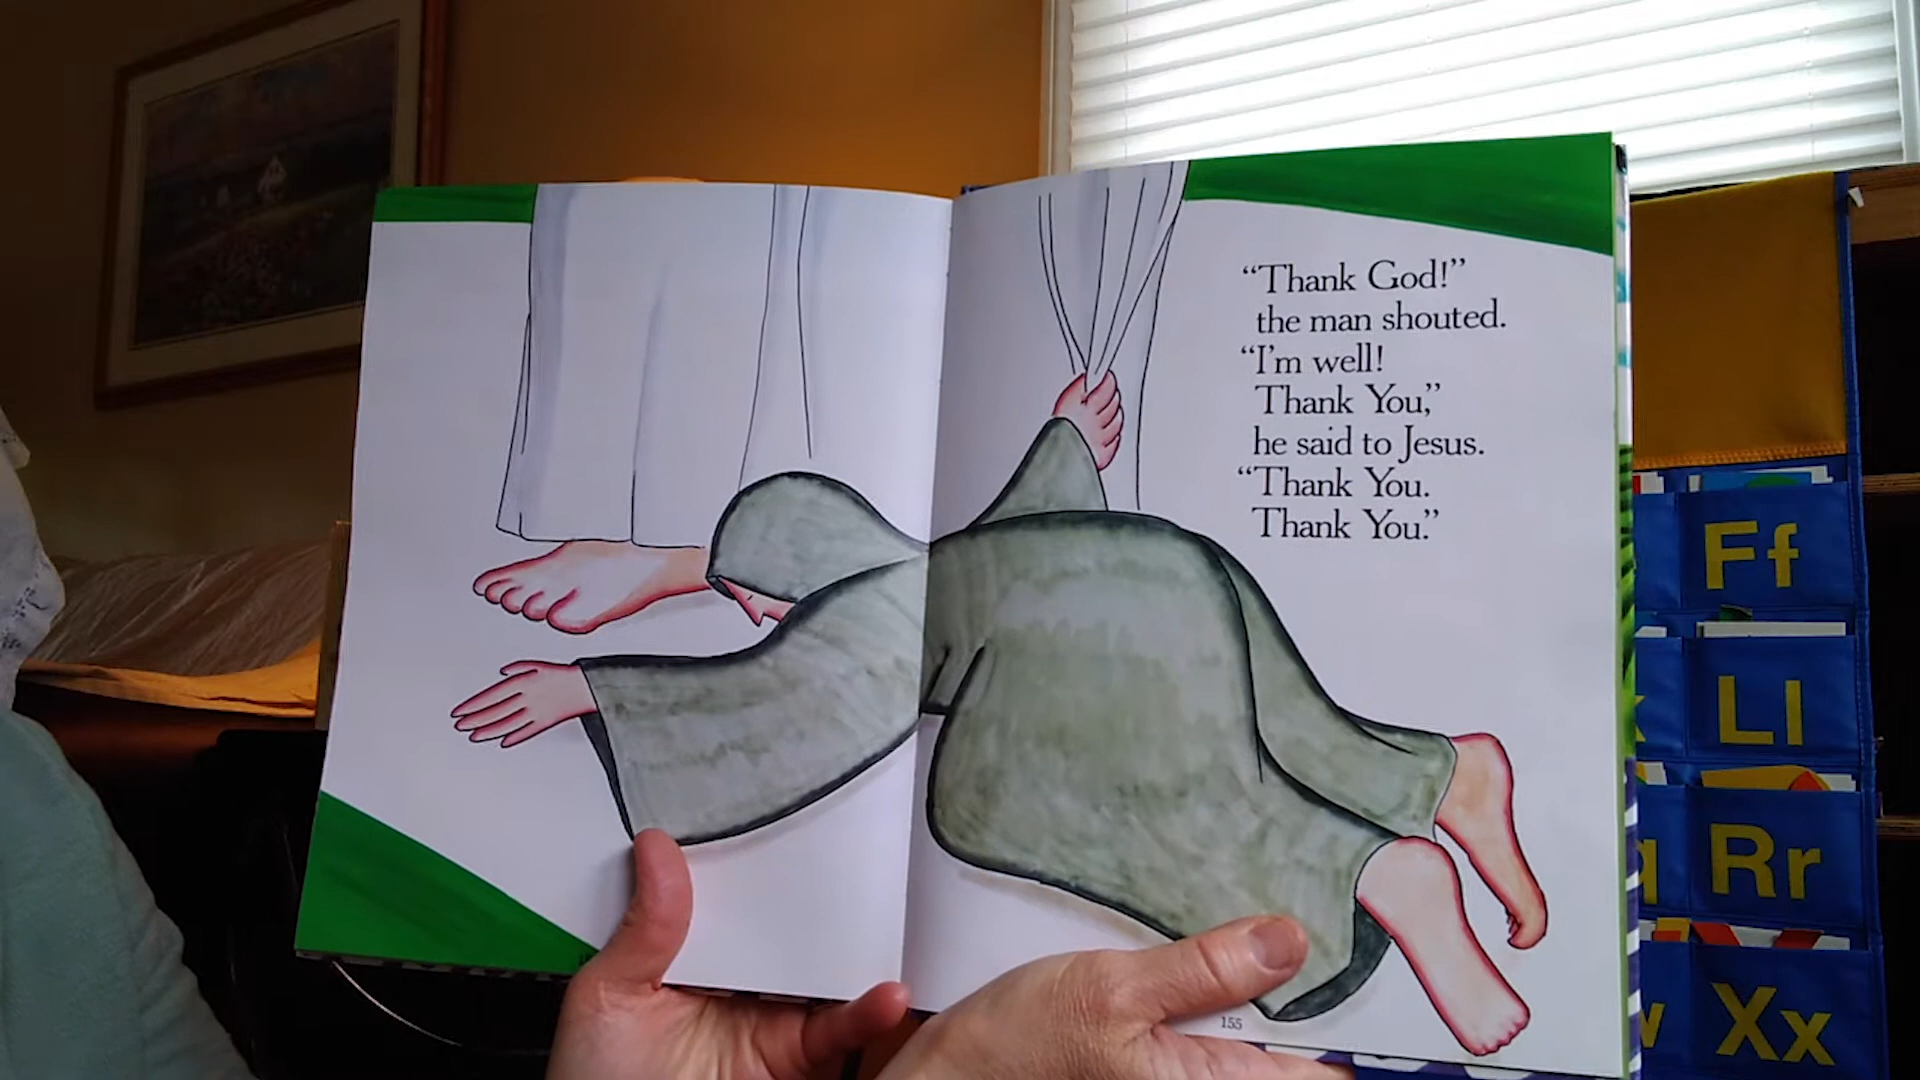 “Thank God!”
the man shouted.
“I’m well!
Thank You,”
he said to Jesus.
“Thank You.
Thank You.”
155
Ff
Ll
Rr
Xx